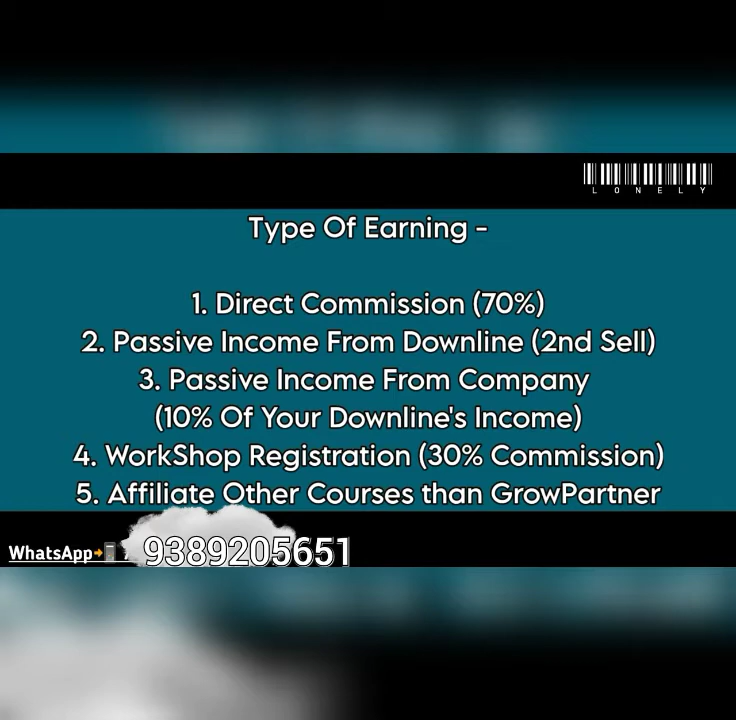 LONELY
Type Of Earning -
1. Direct Commission (70%)
2. Passive Income From Downline (2nd Sell)
3. Passive Income From Company
(10% Of Your Downline's Income)
4. WorkShop Registration (30% Commission)
5. Affiliate Other Courses than GrowPartner
WhatsApp 9389205651